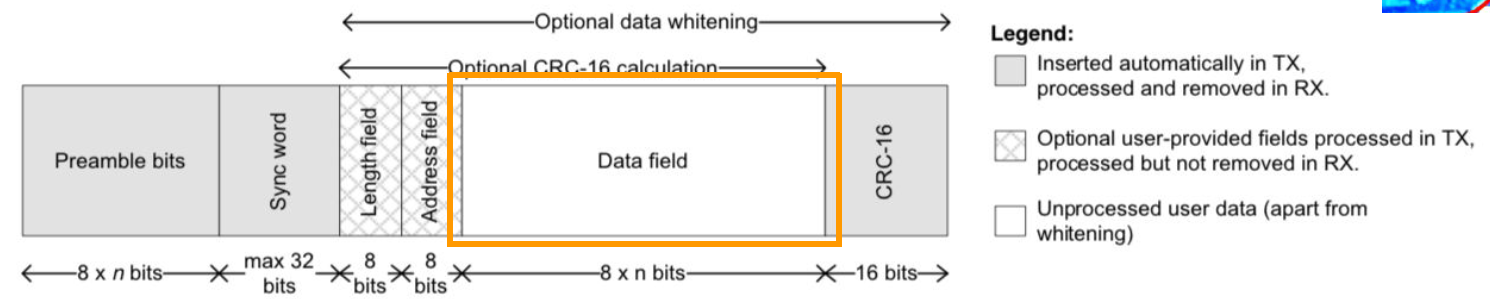 Optional data whitening
Optional CRC-16 calculation
Preamble bits
Sync word
Length field
Address field
Data field
CRC-16
8 x n bits
max 32
bits
8
bits
8
bits
8 x n bits
16 bits
Legend:
Inserted automatically in TX,
processed and removed in RX.
Optional user-provided fields processed in TX,
processed but not removed in RX.
Unprocessed user data (apart from
whitening)